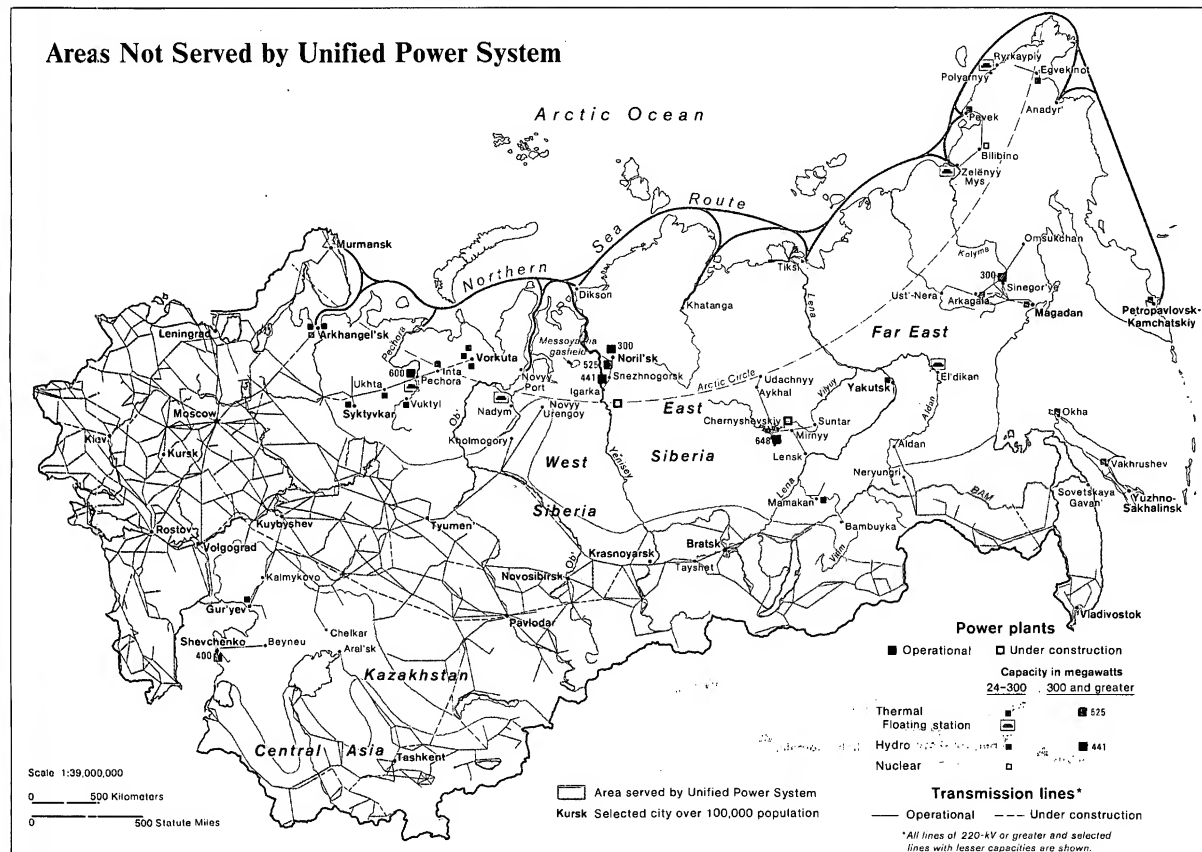 Areas Not Served by Unified Power System
Arctic Ocean
Northern Sea Route
Ryrkaypiy
Polyarnyy
Egvekinot
Anadyr'
Pevek
Bilibino
Zelënyy
Mys
Murmansk
Omsukchan
Kolyma
Tiksi
Dikson
300
Sinegor'ye
Ust'-Nera
Arkagala
Khatanga
Lena
Magadan
Petropavlovsk-
Kamchatskiy
Leningrad
Arkhangel'sk
Pechora
Messoyakha
gasfield
300
Noril'sk
Far East
Vorkuta
525
Snezhnogorsk
600
Inta
Pechora
441
Igarka
Novyy
Port
Arctic Circle
Udachnyy
Aykhal
Vilyuy
Yakutsk
El'dikan
Ukhta
Syktyvkar
Vuktyl
Ob'
Nadym
Novyy
Urengoy
East
Siberia
Chernyshevskiy
Suntar
Mirnyy
648
Lensk
Aldan
Okha
Moscow
Kiev
Kursk
Kholmogory
West
Siberia
Yenisey
Aldan
Neryungri
Vakhrushev
Lena
Mamakan
BAM
Sovetskaya
Gavan'
Yuzhno-
Sakhalinsk
Rostov
Kuybyshev
Tyumen'
Bambuyka
Volgograd
Krasnoyarsk
Bratsk
Vidm
Tayshet
Ob'
Kalmykovo
Novosibirsk
Gur'yev
Pavlodar
Vladivostok
Shevchenko
Beyneu
Chelkar
Aral'sk
400
Kazakhstan
Central Asia
Tashkent
Power plants
Operational
Under construction
Capacity in megawatts
24–300
300 and greater
Thermal
525
Floating station
Hydro
441
Nuclear
Transmission lines*
Operational
Under construction
*All lines of 220-kV or greater and selected
lines with lesser capacities are shown.
Scale 1:39,000,000
0 500 Kilometers
0 500 Statute Miles
Area served by Unified Power System
Kursk Selected city over 100,000 population